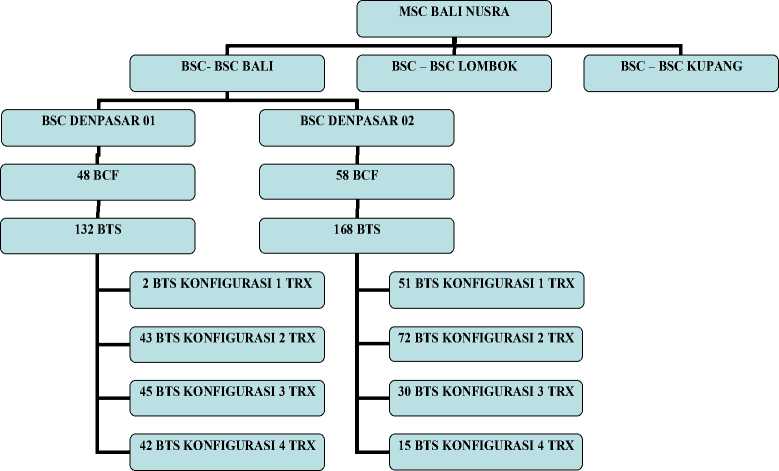 MSC BALI NUSRA
BSC- BSC BALI
BSC – BSC LOMBOK
BSC – BSC KUPANG
BSC DENPASAR 01
BSC DENPASAR 02
48 BCF
58 BCF
132 BTS
168 BTS
2 BTS KONFIGURASI 1 TRX
51 BTS KONFIGURASI 1 TRX
43 BTS KONFIGURASI 2 TRX
72 BTS KONFIGURASI 2 TRX
45 BTS KONFIGURASI 3 TRX
30 BTS KONFIGURASI 3 TRX
42 BTS KONFIGURASI 4 TRX
15 BTS KONFIGURASI 4 TRX